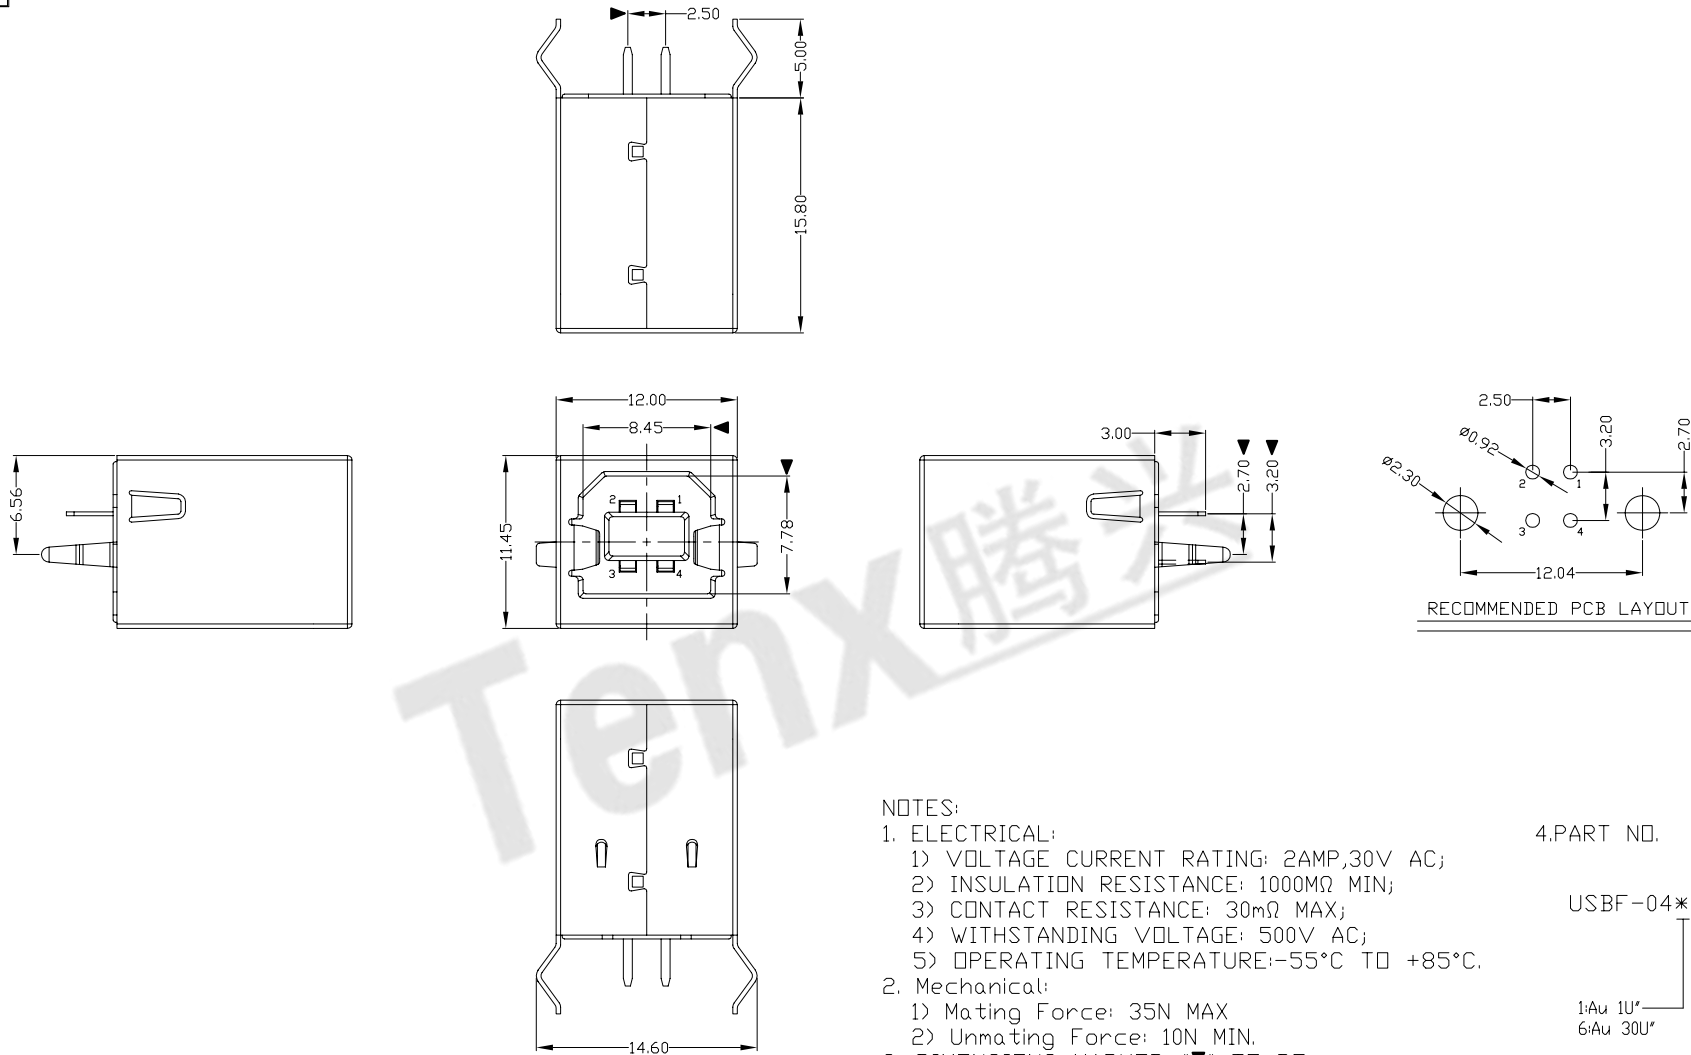 2.50
5.00
15.80
12.00
8.45
6.56
11.45
7.78
2
1
3
4
3.00
2.70
3.20
2.50
3.20
2.70
ø0.92
ø2.30
2
1
3
4
12.04
RECOMMENDED PCB LAYOUT
Tenx腾兴
14.60
NOTES:
1. ELECTRICAL:
1) VOLTAGE CURRENT RATING: 2AMP,30V AC;
2) INSULATION RESISTANCE: 1000MΩ MIN;
3) CONTACT RESISTANCE: 30mΩ MAX;
4) WITHSTANDING VOLTAGE: 500V AC;
5) OPERATING TEMPERATURE:-55°C TO +85°C.
2. Mechanical:
1) Mating Force: 35N MAX
2) Unmating Force: 10N MIN.
4.PART NO.
USBF-04*
1:Au 1U"
6:Au 30U"